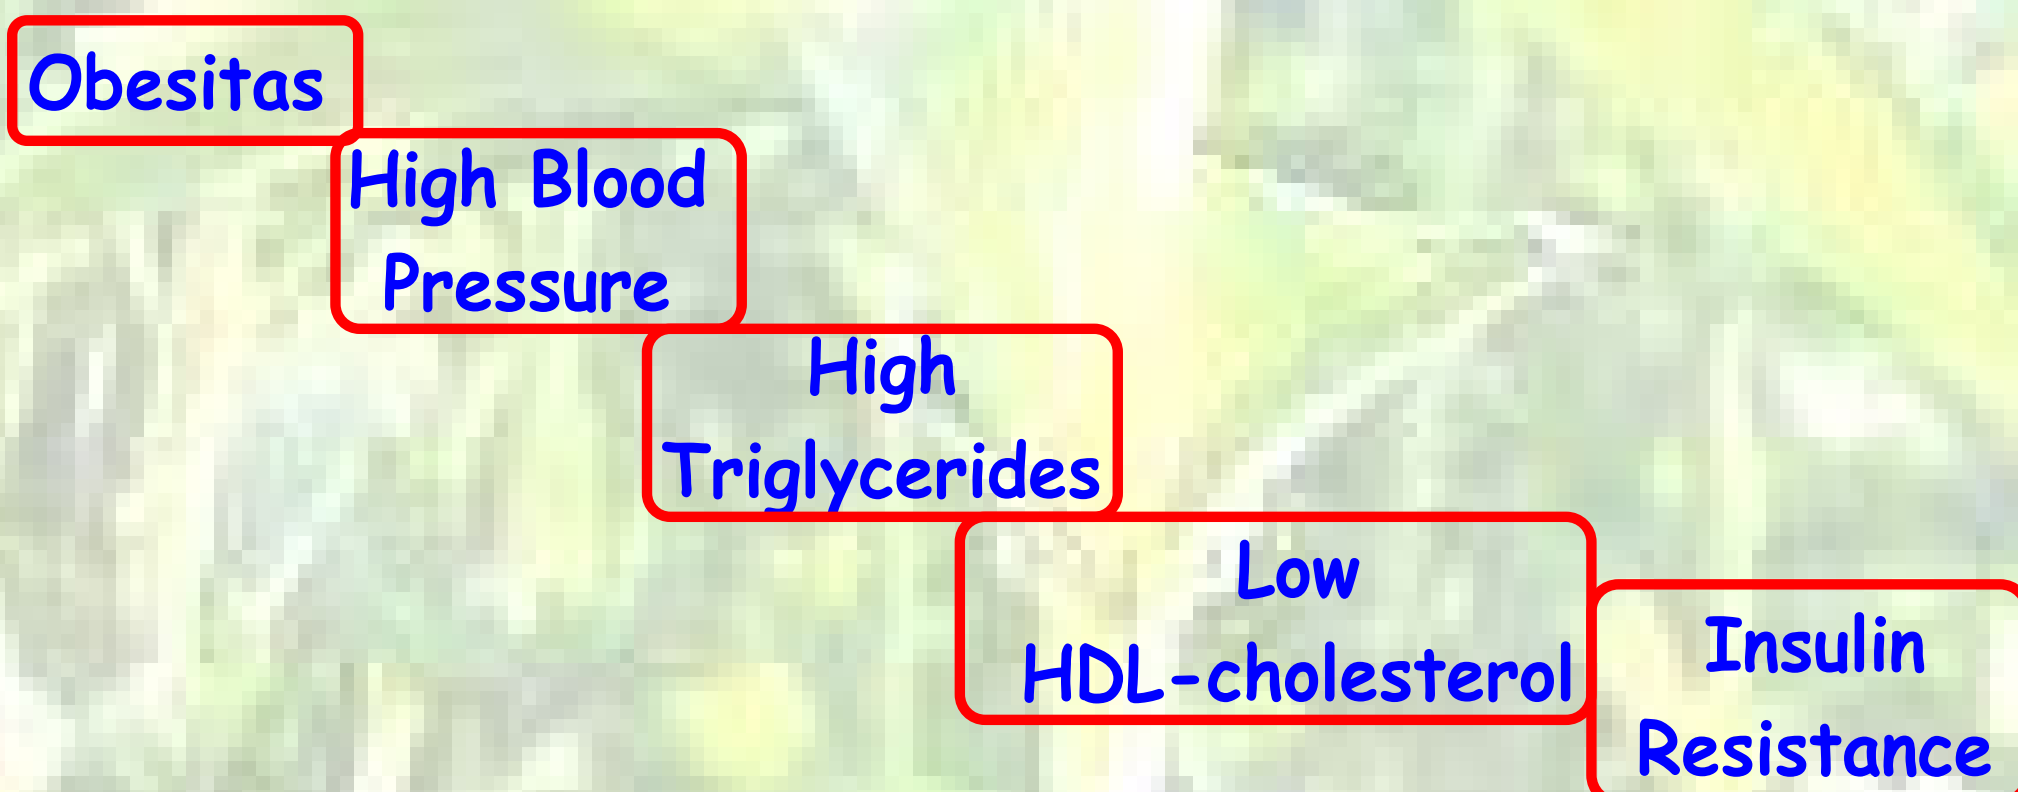 Obesitas
High Blood
Pressure
High
Triglycerides
Low
HDL-cholesterol
Insulin
Resistance